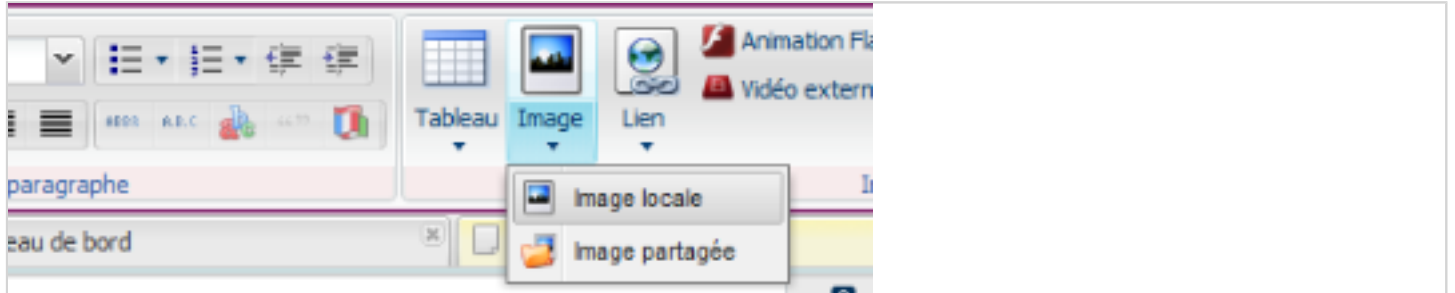 Animation Fla
Vidéo extern
Tableau Image Lien
paragraphe
Image locale
eau de bord
Image partagée